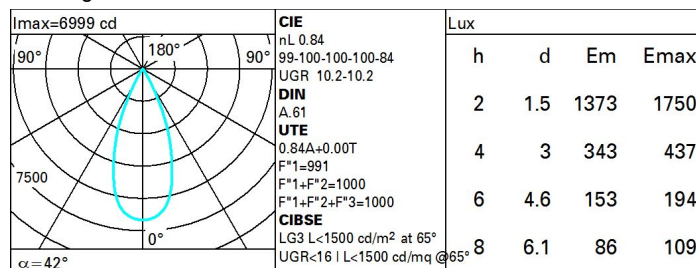 Imax=6999 cd
90°
180°
90°
7500
0°
α=42°
CIE
nL 0.84
99-100-100-100-84
UGR 10.2-10.2
DIN
A.61
UTE
0.84A+0.00T
F"1=991
F"1+F"2=1000
F"1+F"2+F"3=1000
CIBSE
LG3 L<1500 cd/m² at 65°
UGR<16 | L<1500 cd/mq @65°
Lux
h d Em Emax
2 1.5 1373 1750
4 3 343 437
6 4.6 153 194
8 6.1 86 109